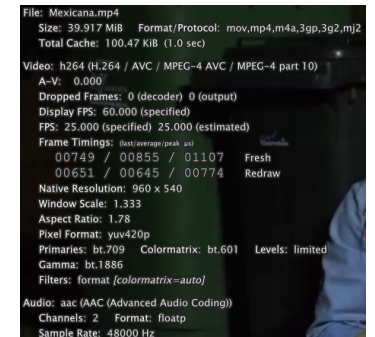 File: Mexicana.mp4
Size: 39.917 MiB Format/Protocol: mov,mp4,m4a,3gp,3g2,mj2
Total Cache: 100.47 KiB (1.0 sec)
Video: h264 (H.264 / AVC / MPEG-4 AVC / MPEG-4 part 10)
A-V: 0.000
Dropped Frames: 0 (decoder) 0 (output)
Display FPS: 60.000 (specified)
FPS: 25.000 (specified) 25.000 (estimated)
Frame Timings: (last/average/peak μs)
00749 / 00855 / 01107 Fresh
00651 / 00645 / 00774 Redraw
Native Resolution: 960 x 540
Window Scale: 1.333
Aspect Ratio: 1.78
Pixel Format: yuv420p
Primaries: bt.709 Colormatrix: bt.601 Levels: limited
Gamma: bt.1886
Filters: format [colormatrix=auto]
Audio: aac (AAC (Advanced Audio Coding))
Channels: 2 Format: floatp
Sample Rate: 48000 Hz